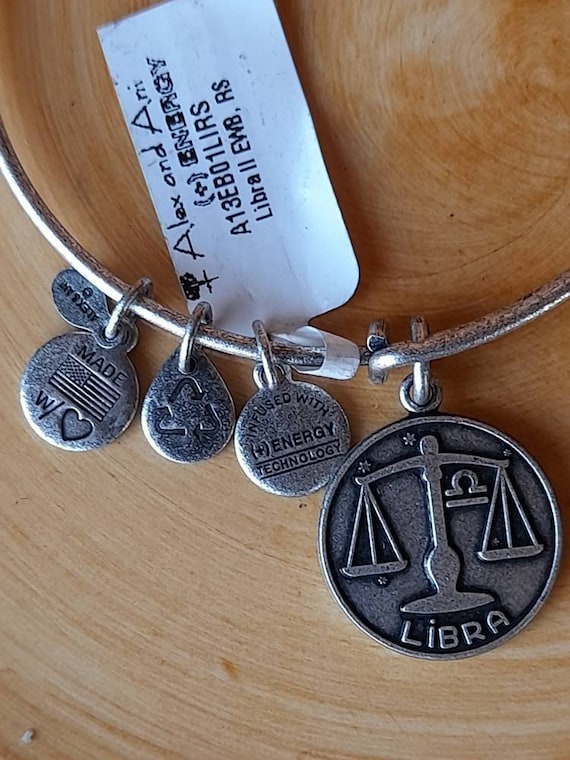 Alex and Ani
(+) ENERGY
A13EB01LIRS
Libra II EWB, RS
MADE
W/
INFUSED WITH
(+) ENERGY
TECHNOLOGY
LIBRA